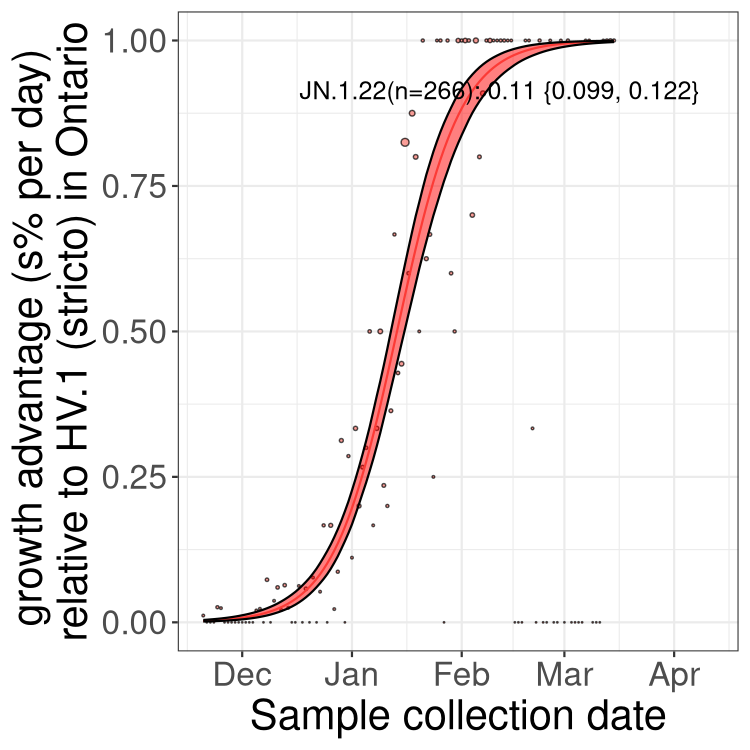 growth advantage (s% per day)
relative to HV.1 (stricto) in Ontario
1.00
0.75
0.50
0.25
0.00
JN.1.22(n=266): 0.11 {0.099, 0.122}
Dec
Jan
Feb
Mar
Apr
Sample collection date